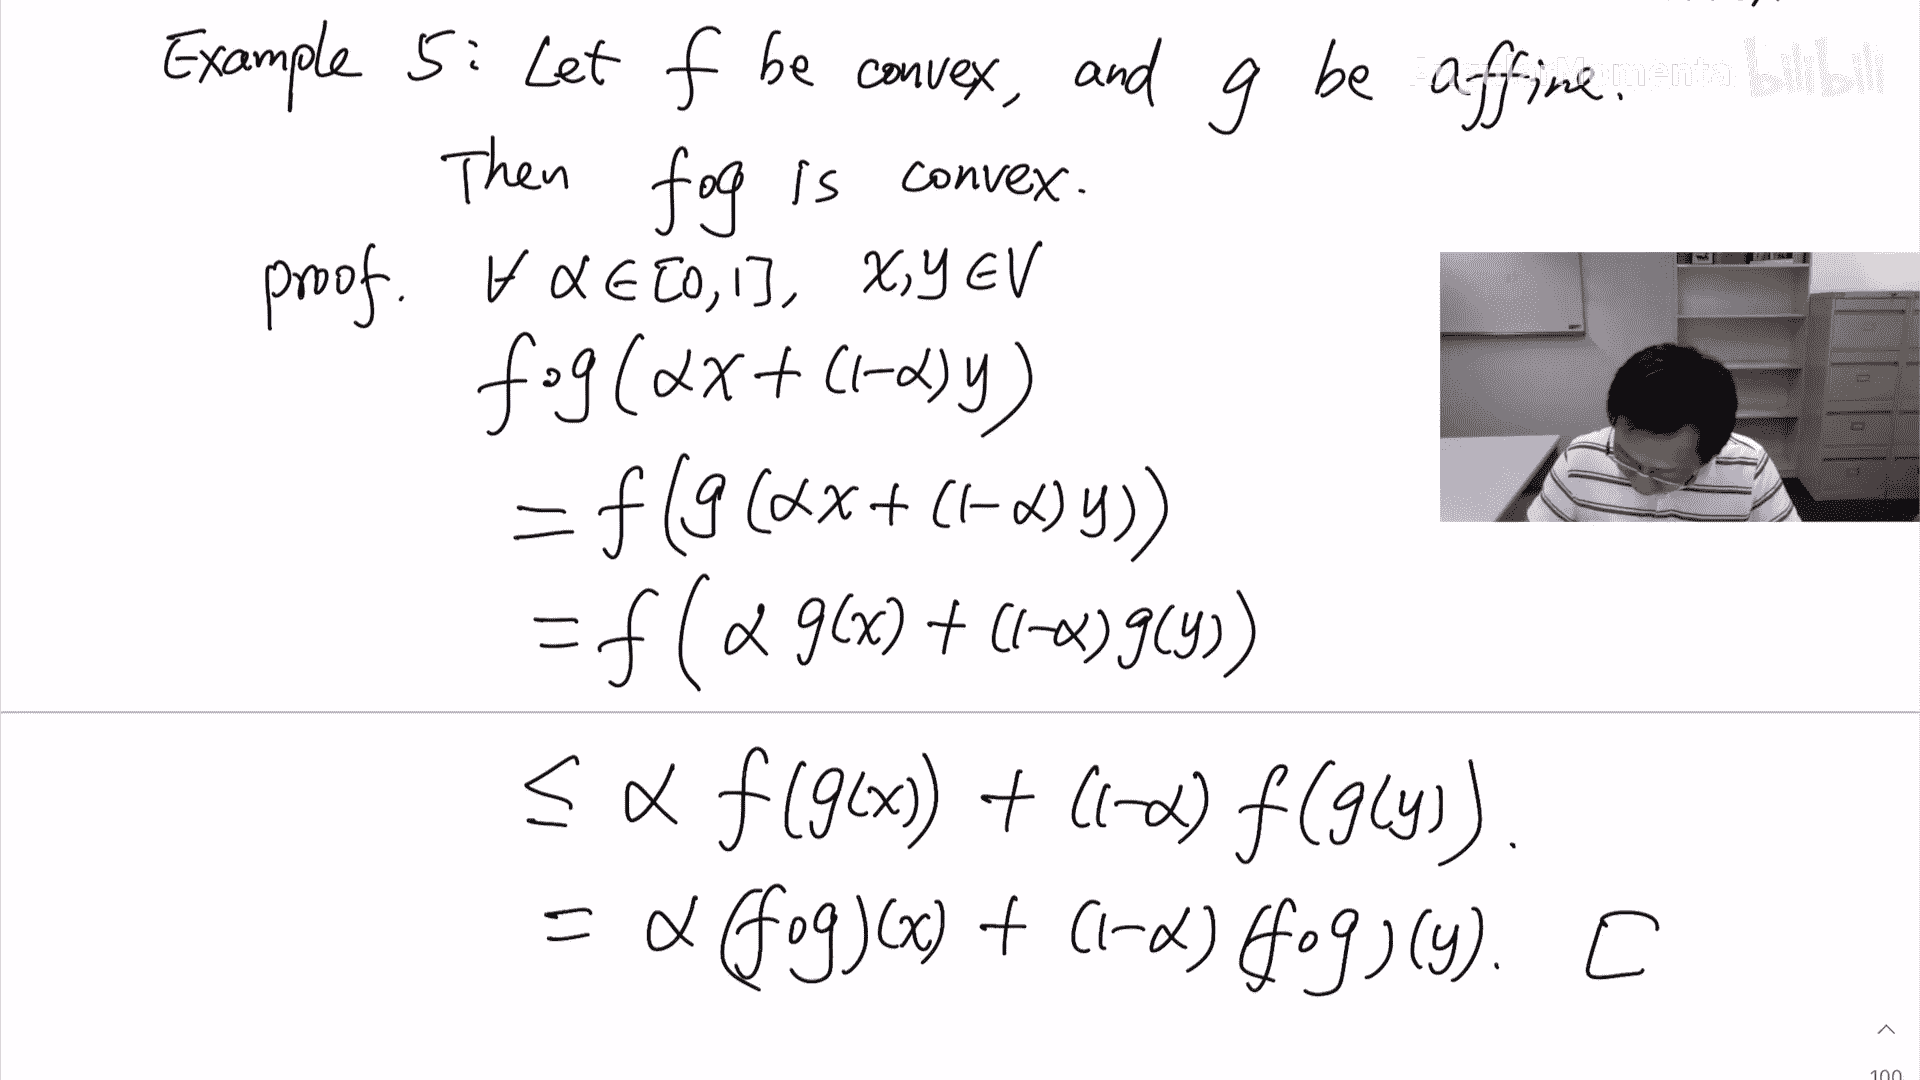 Example 5: Let f be convex, and g be affine.
Then f∘g is convex.
proof. ∀ α ∈ [0,1], x,y ∈ V
f∘g(αx + (1-α)y)
= f(g(αx + (1-α)y))
= f(α g(x) + (1-α)g(y))
≤ α f(g(x)) + (1-α) f(g(y)).
= α (f∘g)(x) + (1-α) (f∘g)(y).
bilibili
100